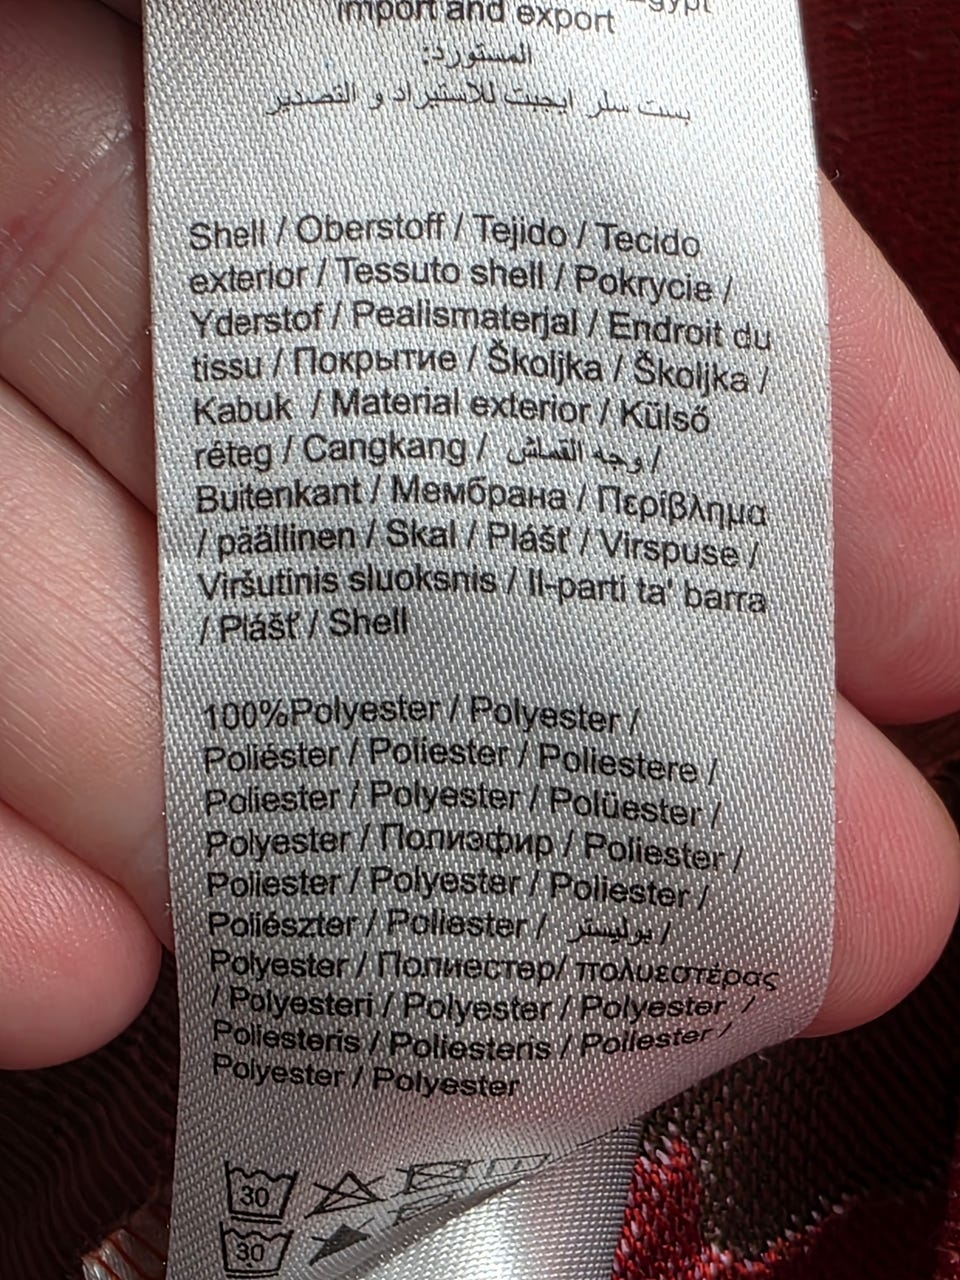 import and export
المستورد:
بست سلر ايجبت للاستيراد و التصدير
Shell / Oberstoff / Tejido / Tecido
exterior / Tessuto shell / Pokrycie /
Yderstof / Pealismaterjal / Endroit du
tissu / Покрытие / Školjka / Školjka /
Kabuk / Material exterior / Külső
réteg / Cangkang / وجه القماش /
Buitenkant / Мембрана / Περίβλημα
/ päällinen / Skal / Plášť / Virspuse /
Viršutinis sluoksnis / Il-parti ta' barra
/ Plášť / Shell
100%Polyester / Polyester /
Poliéster / Poliester / Poliestere /
Poliester / Polyester / Polüester /
Polyester / Полиэфир / Poliester /
Poliester / Polyester / Poliester /
Poliészter / Poliester / بوليستر /
Polyester / Полиестер/ πολυεστέρας
/ Polyesteri / Polyester / Polyester /
Poliesteris / Poliesteris / Poliester /
Polyester / Polyester
30
30